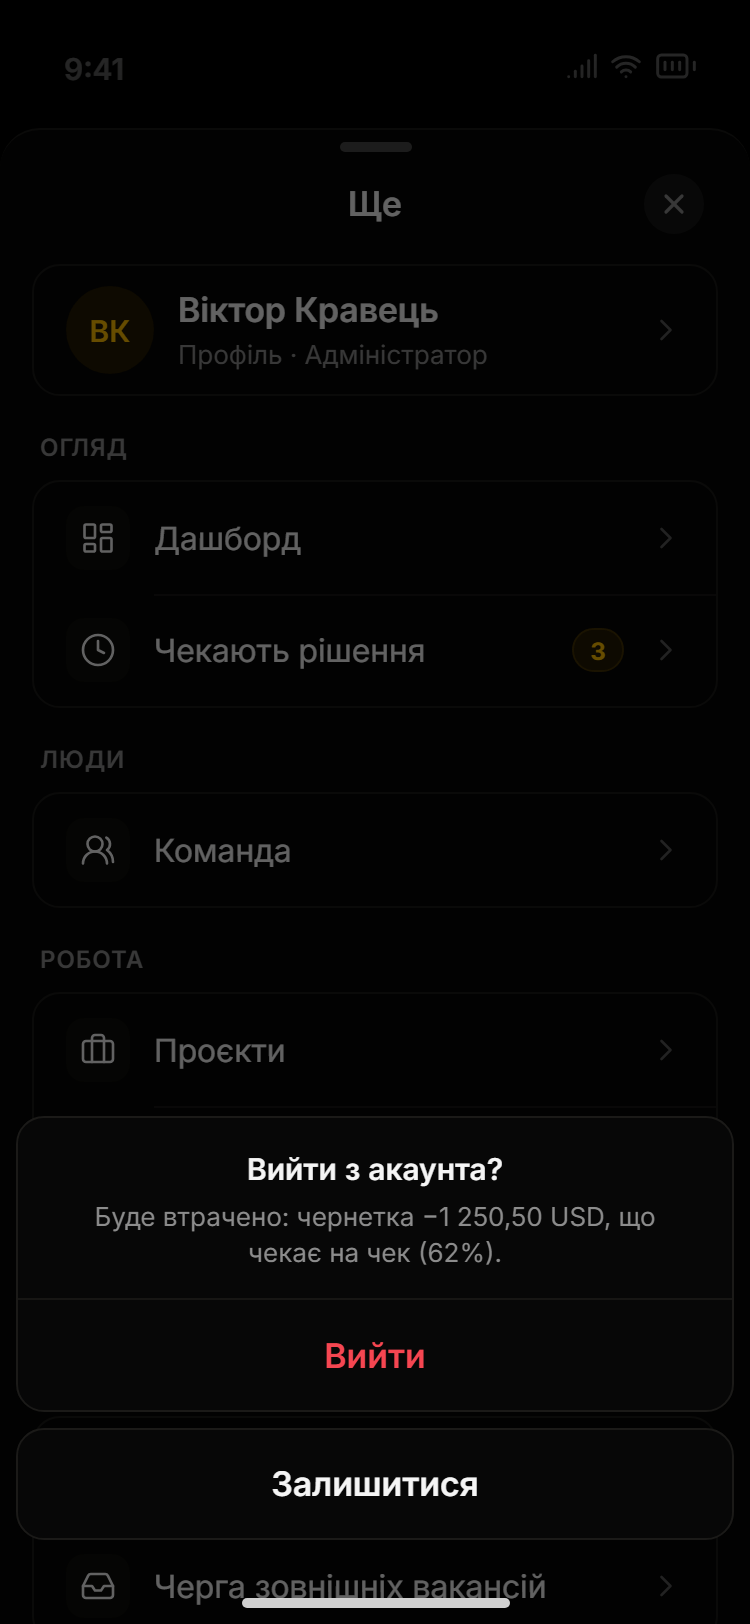 9:41
Ще
ВК
Віктор Кравець
Профіль · Адміністратор
ОГЛЯД
Дашборд
Чекають рішення
3
ЛЮДИ
Команда
РОБОТА
Проєкти
Вийти з акаунта?
Буде втрачено: чернетка −1 250,50 USD, що
чекає на чек (62%).
Вийти
Залишитися
Черга зовнішніх вакансій